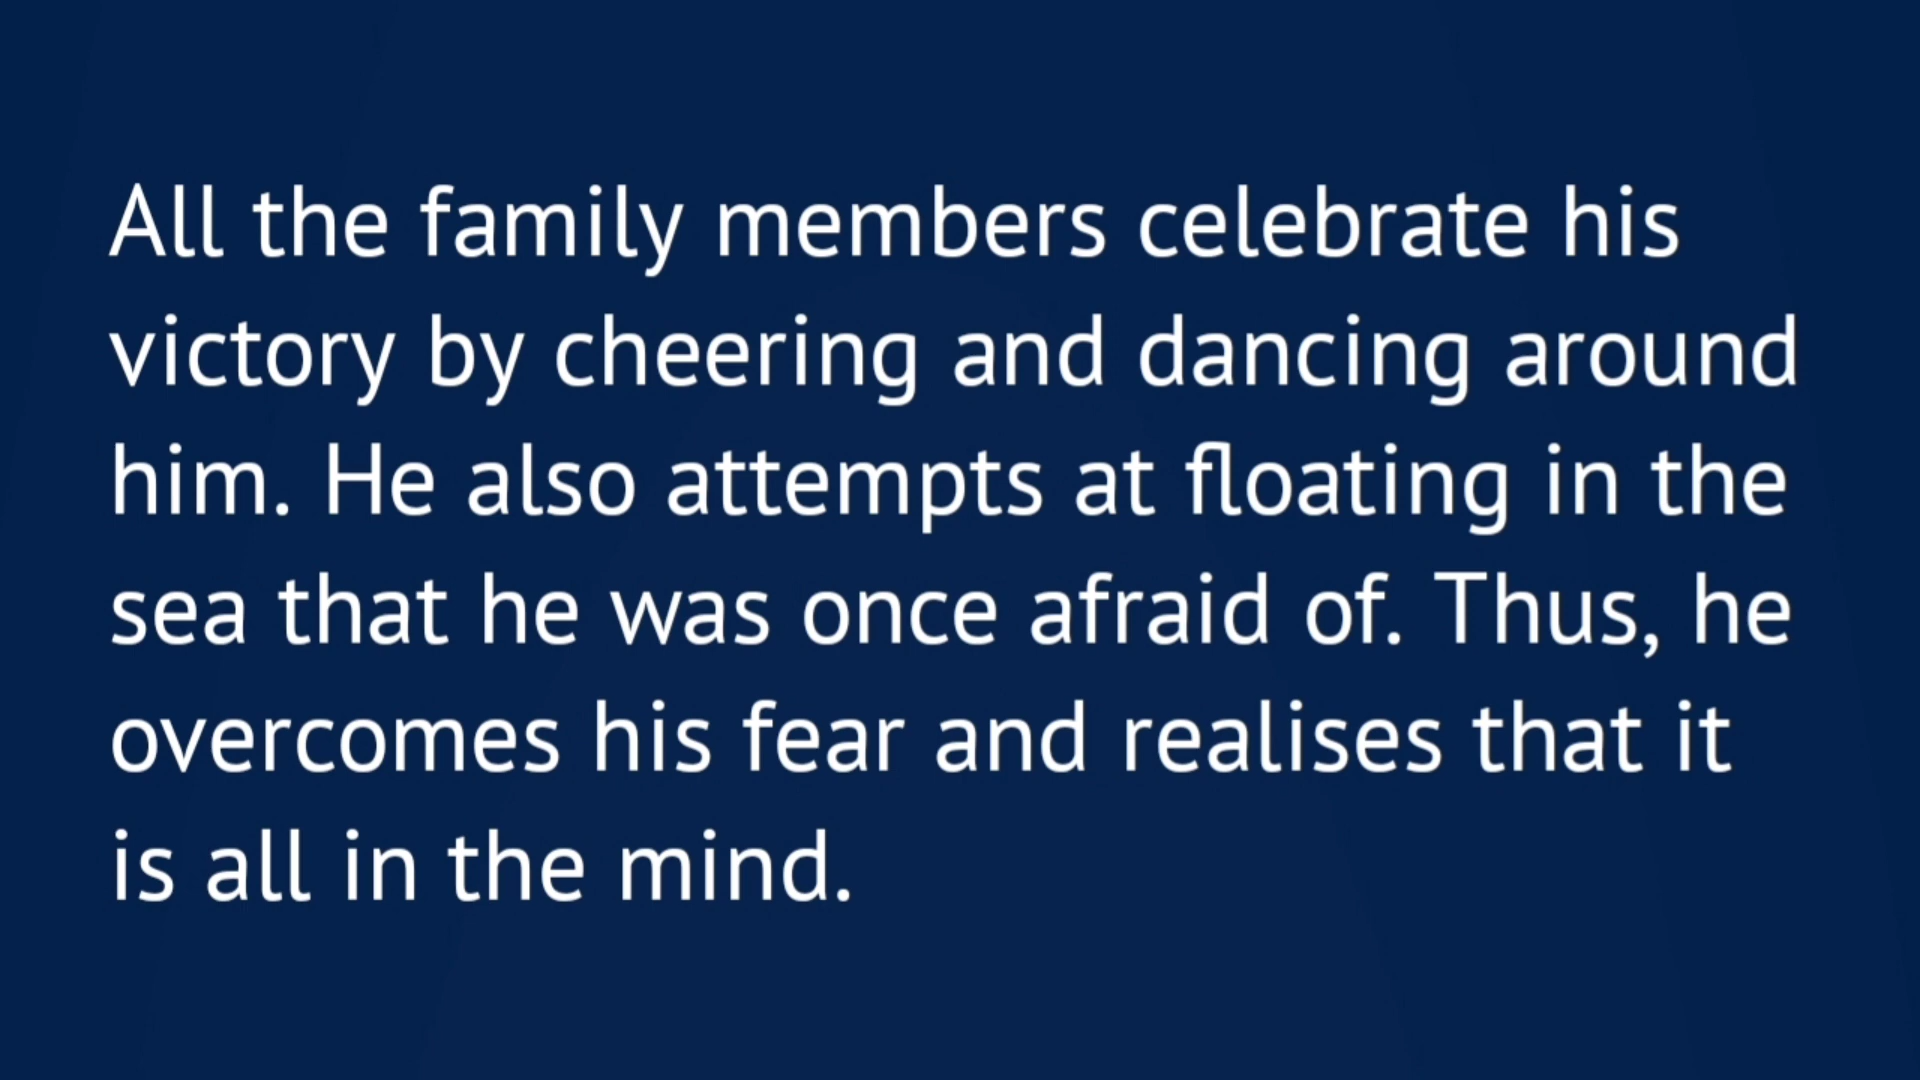 All the family members celebrate his
victory by cheering and dancing around
him. He also attempts at floating in the
sea that he was once afraid of. Thus, he
overcomes his fear and realises that it
is all in the mind.